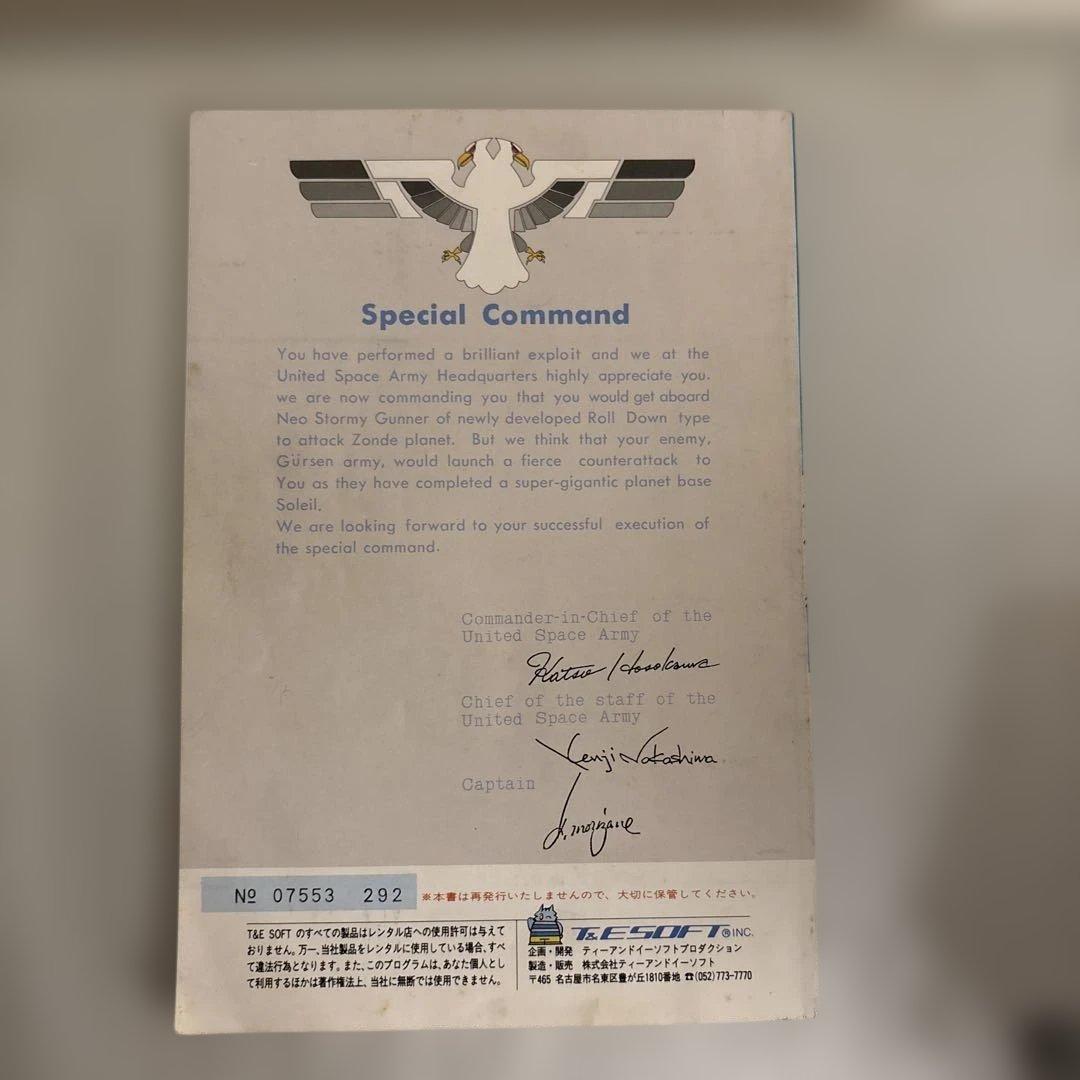 Special Command
You have performed a brilliant exploit and we at the
United Space Army Headquarters highly appreciate you.
we are now commanding you that you would get aboard
Neo Stormy Gunner of newly developed Roll Down type
to attack Zonde planet. But we think that your enemy,
Gürsen army, would launch a fierce counterattack to
You as they have completed a super-gigantic planet base
Soleil.
We are looking forward to your successful execution of
the special command.
Commander-in-Chief of the
United Space Army
Katsu Hosokawa
Chief of the staff of the
United Space Army
Kenji Nakashima
Captain
№ 07553 292
※本書は再発行いたしませんので、大切に保管してください。
T&E SOFT のすべての製品はレンタル店への使用許可は与えて
おりません。万一、当社製品をレンタルに使用している場合、すべ
て違法行為となります。また、このプログラムは、あなた個人とし
て利用するほかは著作権法上、当社に無断では使用できません。
T&E SOFT ® INC.
企画・開発 ティーアンドイーソフトプロダクション
製造・販売 株式会社ティーアンドイーソフト
〒465 名古屋市名東区豊が丘1810番地 ☎(052)773-7770